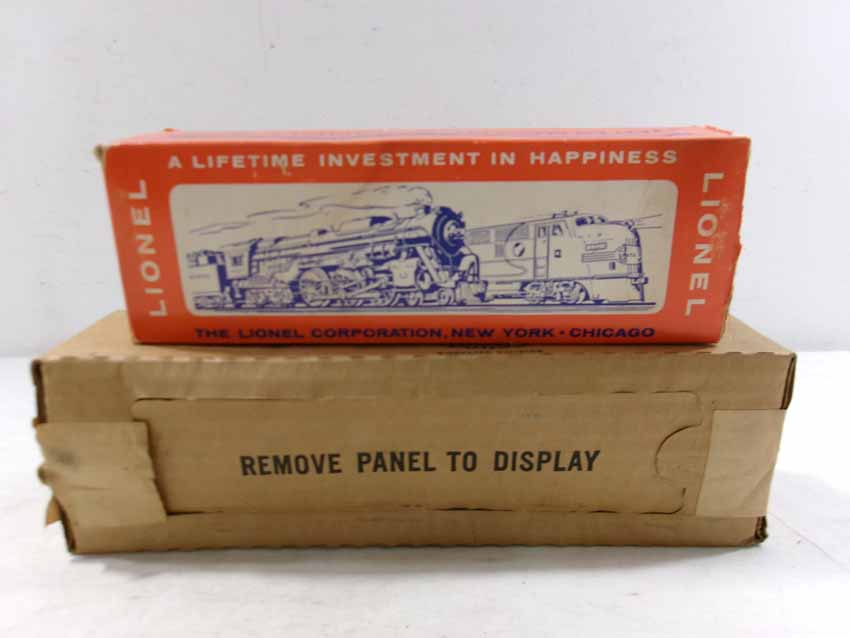 A LIFETIME INVESTMENT IN HAPPINESS
LIONEL
LIONEL
THE LIONEL CORPORATION, NEW YORK • CHICAGO
REMOVE PANEL TO DISPLAY